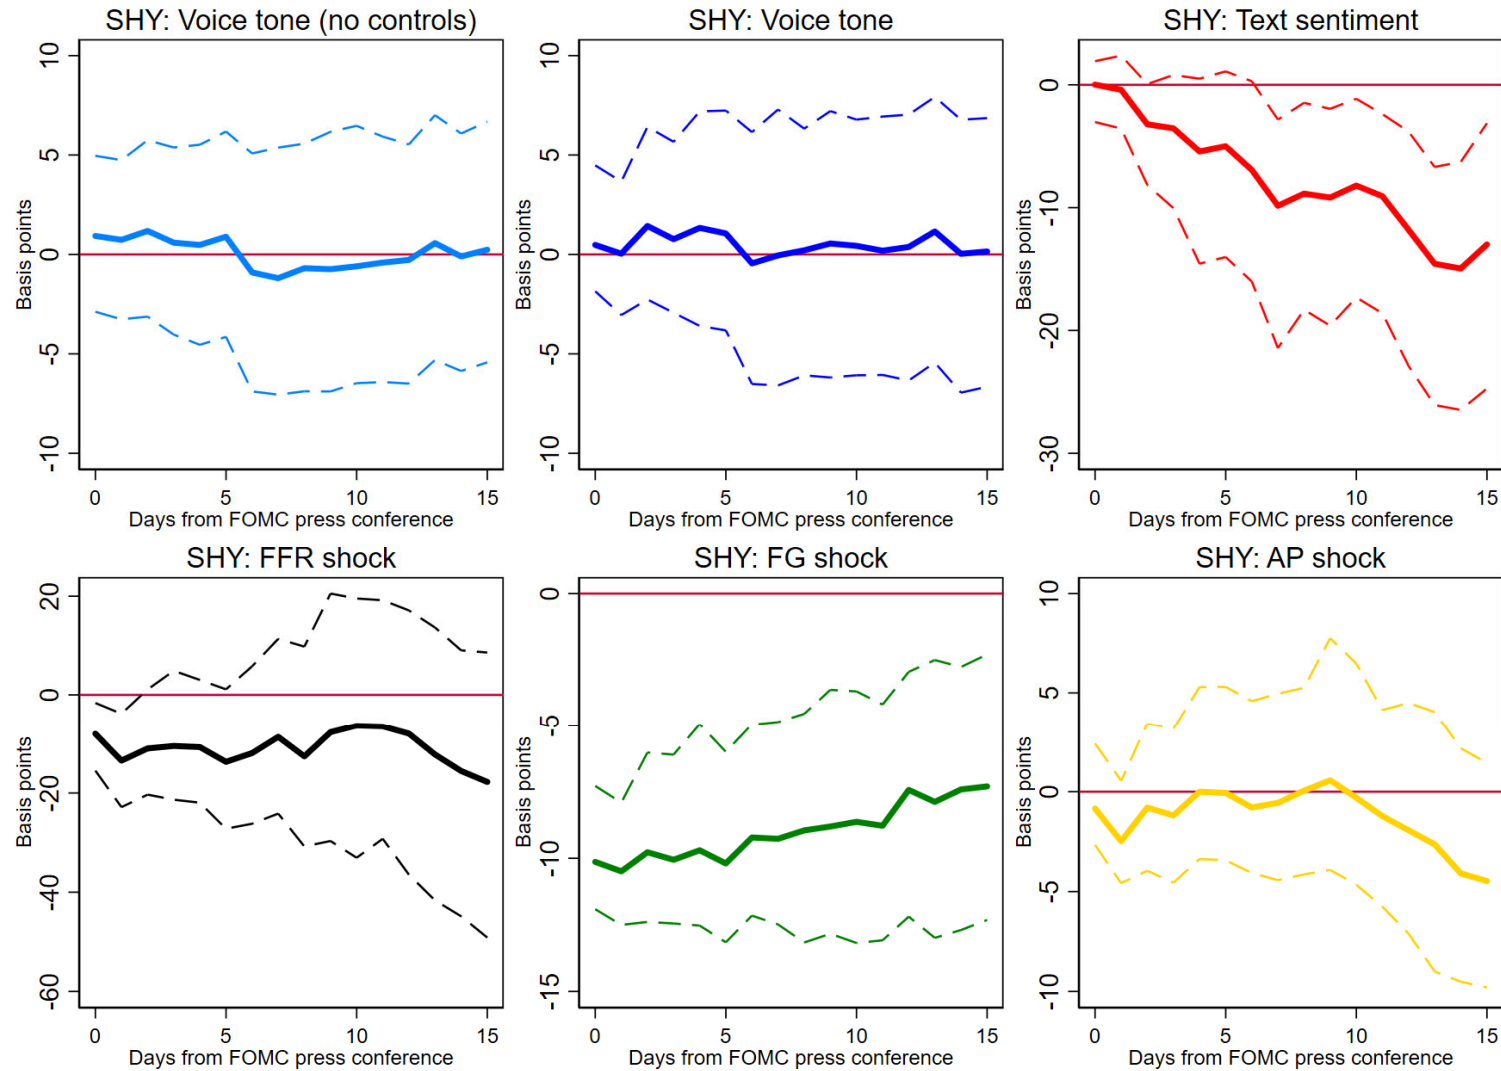 SHY: Voice tone (no controls)
10
5
0
-5
-10
Basis points
0 5 10 15
Days from FOMC press conference
SHY: Voice tone
10
5
0
-5
-10
Basis points
0 5 10 15
Days from FOMC press conference
SHY: Text sentiment
0
-10
-20
-30
Basis points
0 5 10 15
Days from FOMC press conference
SHY: FFR shock
20
0
-20
-40
-60
Basis points
0 5 10 15
Days from FOMC press conference
SHY: FG shock
0
-5
-10
-15
Basis points
0 5 10 15
Days from FOMC press conference
SHY: AP shock
10
5
0
-5
-10
Basis points
0 5 10 15
Days from FOMC press conference